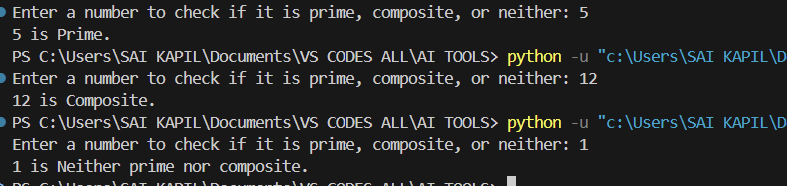 Enter a number to check if it is prime, composite, or neither: 5
5 is Prime.
PS C:\Users\SAI KAPIL\Documents\VS CODES ALL\AI TOOLS> python -u "c:\Users\SAI KAPIL\D
Enter a number to check if it is prime, composite, or neither: 12
12 is Composite.
PS C:\Users\SAI KAPIL\Documents\VS CODES ALL\AI TOOLS> python -u "c:\Users\SAI KAPIL\D
Enter a number to check if it is prime, composite, or neither: 1
1 is Neither prime nor composite.
PS C:\Users\SAI KAPIL\Documents\VS CODES ALL\AI TOOLS>